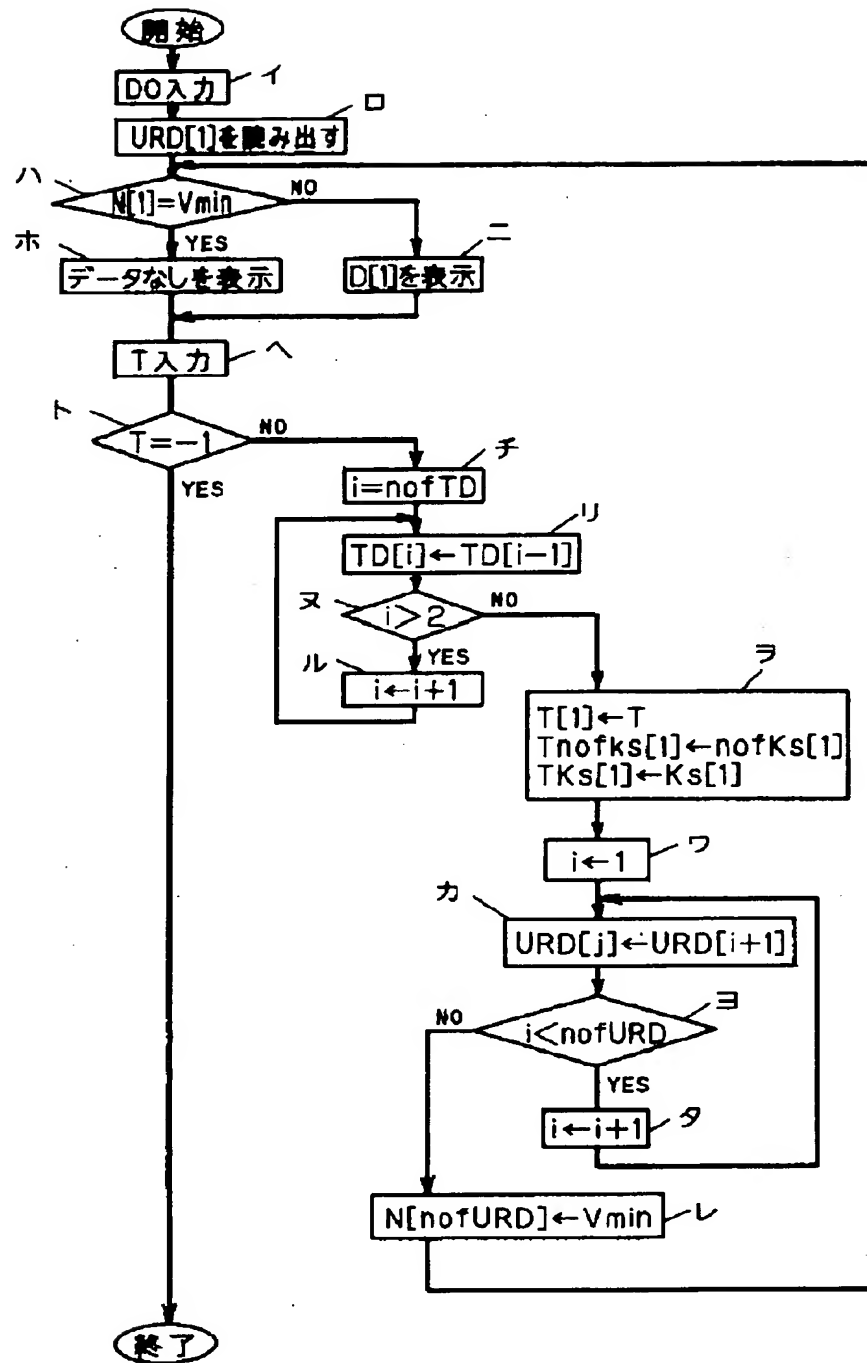 開始
DO入力
イ
ロ
URD[1]を読み出す
ハ
N[1]=Vmin
NO
YES
ホ
データなしを表示
ニ
D[1]を表示
T入力
ヘ
ト
T=-1
NO
YES
チ
i=nofTD
リ
TD[i]←TD[i-1]
ヌ
i>2
NO
YES
ル
i←i+1
ヲ
T[1]←T
Tnofks[1]←nofKs[1]
TKs[1]←Ks[1]
ワ
i←1
カ
URD[j]←URD[i+1]
ヨ
NO
i<nofURD
YES
i←i+1
タ
N[nofURD]←Vmin
レ
終了